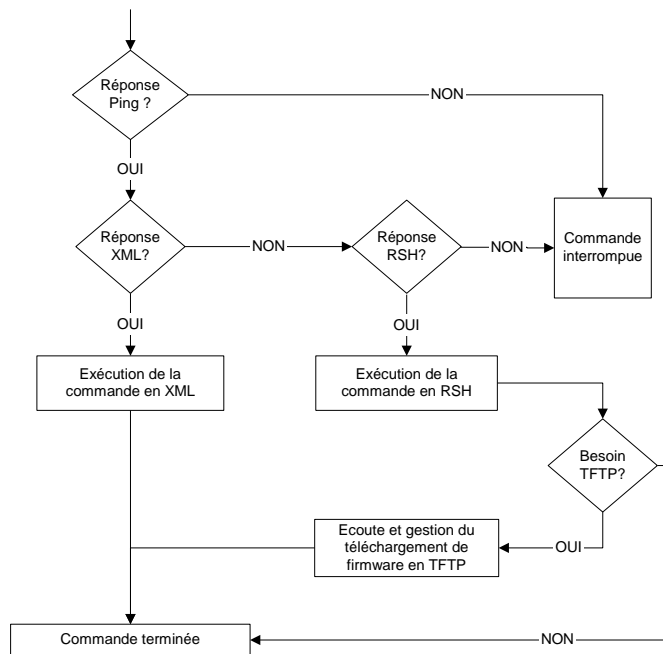 Réponse
Ping ?
NON
OUI
Réponse
XML?
NON
Réponse
RSH?
NON
Commande
interrompue
OUI
OUI
Exécution de la
commande en XML
Exécution de la
commande en RSH
Besoin
TFTP?
Ecoute et gestion du
téléchargement de
firmware en TFTP
OUI
Commande terminée
NON